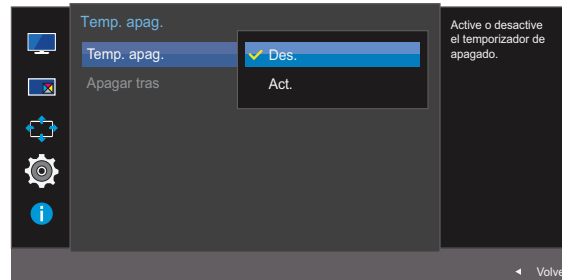 Temp. apag.
Temp. apag.
Des.
Apagar tras
Act.
Active o desactive
el temporizador de
apagado.
Volve